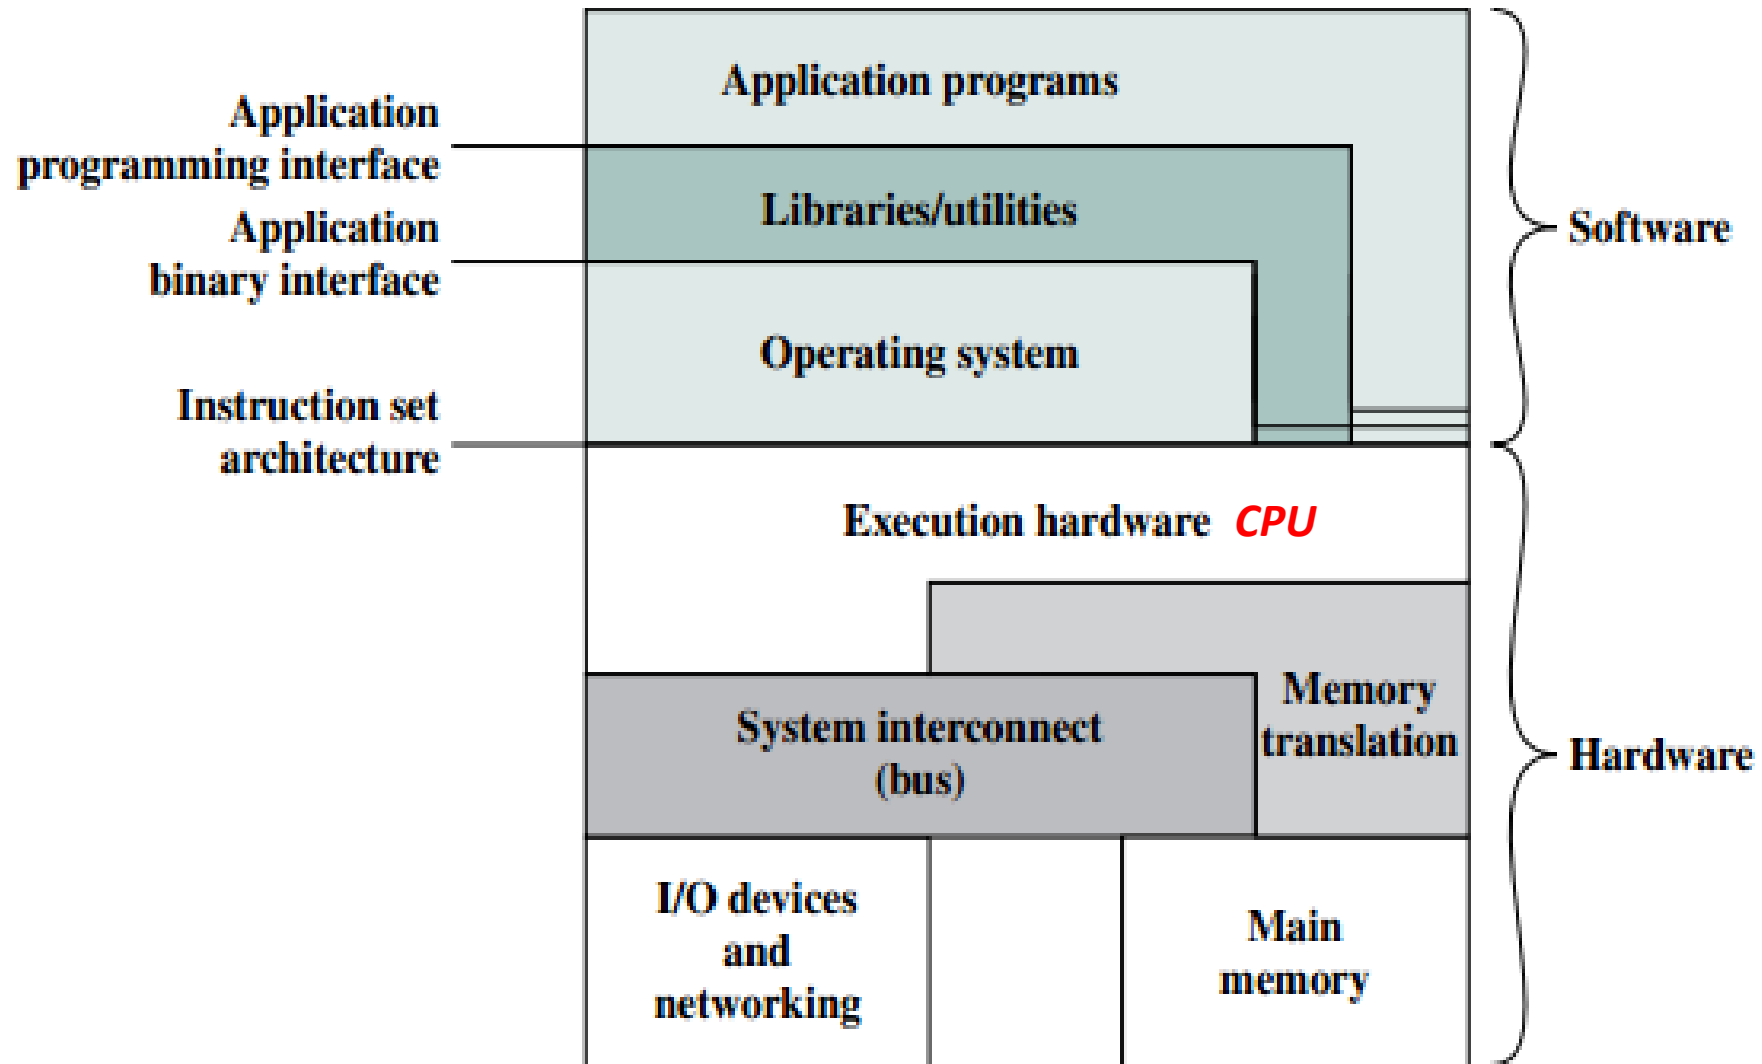 Application programs
Application
programming interface
Libraries/utilities
Application
binary interface
Software
Operating system
Instruction set
architecture
Execution hardware CPU
Memory
translation
System interconnect
(bus)
Hardware
I/O devices
and
networking
Main
memory